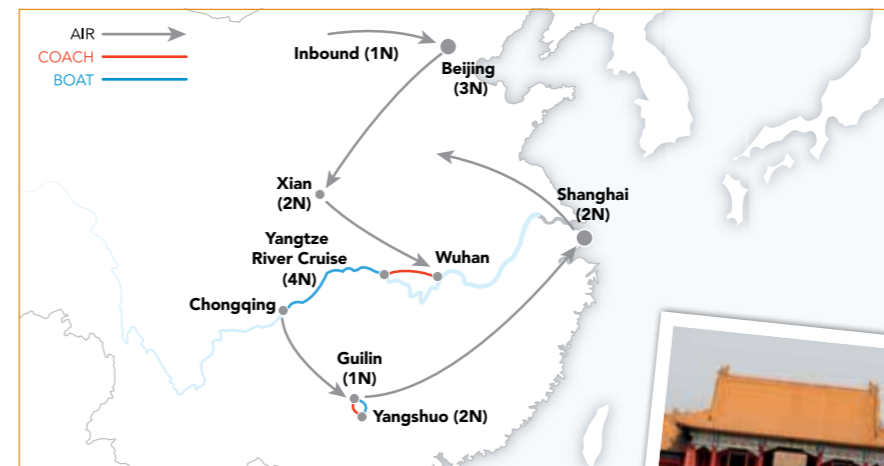 AIR
COACH
BOAT
Inbound (1N)
Beijing
(3N)
Xian
(2N)
Shanghai
(2N)
Yangtze
River Cruise
(4N)
Wuhan
Chongqing
Guilin
(1N)
Yangshuo (2N)